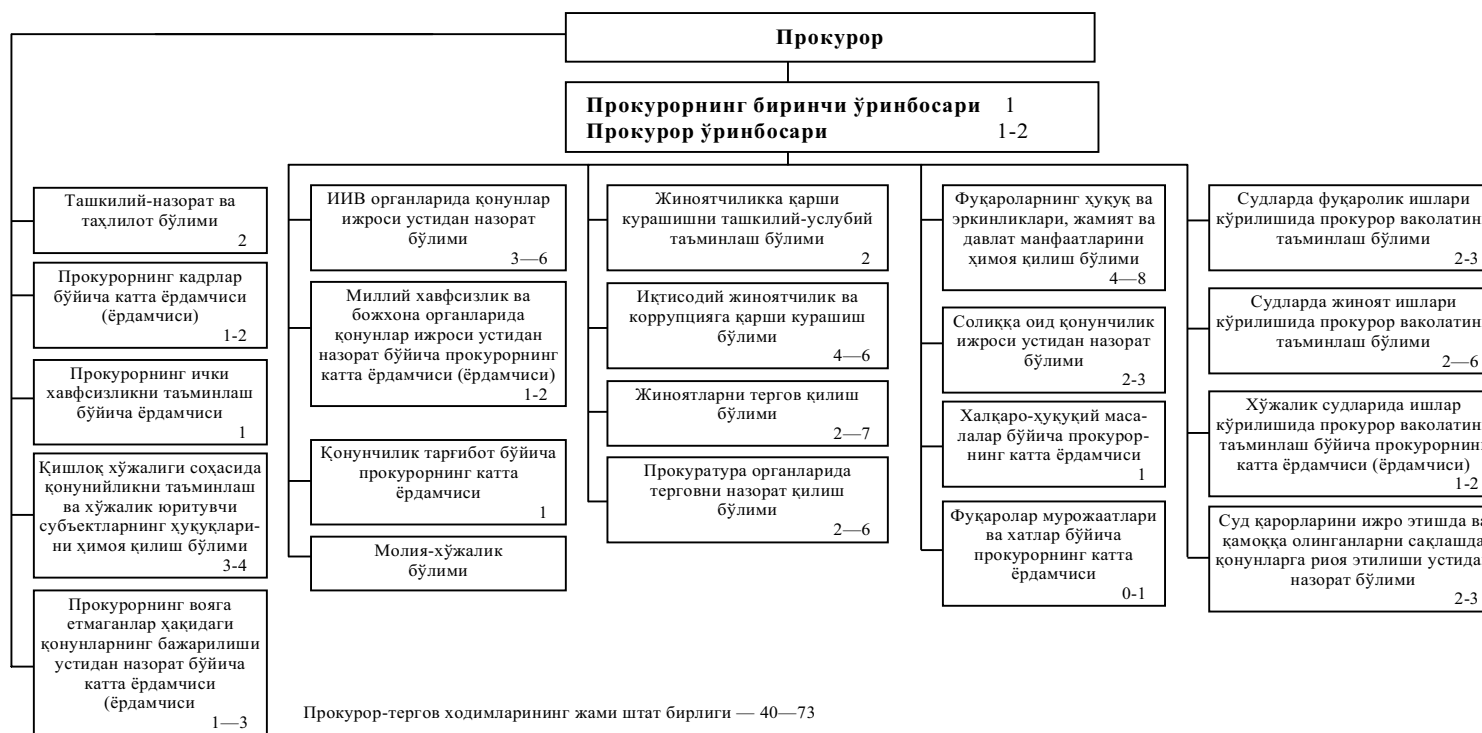 Прокурор
Прокурорнинг биринчи ўринбосари 1
Прокурор ўринбосари 1-2
Ташкилий-назорат ва
таҳлилот бўлими
2
Прокурорнинг кадрлар
бўйича катта ёрдамчиси
(ёрдамчиси)
1-2
Прокурорнинг ички
хавфсизликни таъминлаш
бўйича ёрдамчиси
1
Қишлоқ хўжалиги соҳасида
қонунийликни таъминлаш
ва хўжалик юритувчи
субъектларнинг ҳуқуқлари-
ни ҳимоя қилиш бўлими
3-4
Прокурорнинг вояга
етмаганлар ҳақидаги
қонунларнинг бажарилиши
устидан назорат бўйича
катта ёрдамчиси
(ёрдамчиси
1—3
ИИВ органларида қонунлар
ижроси устидан назорат
бўлими
3—6
Миллий хавфсизлик ва
божхона органларида
қонунлар ижроси устидан
назорат бўйича прокурорнинг
катта ёрдамчиси (ёрдамчиси)
1-2
Қонунчилик тарғибот бўйича
прокурорнинг катта
ёрдамчиси
1
Молия-хўжалик
бўлими
Жиноятчиликка қарши
курашишни ташкилий-услубий
таъминлаш бўлими
2
Иқтисодий жиноятчилик ва
коррупцияга қарши курашиш
бўлими
4—6
Жиноятларни тергов қилиш
бўлими
2—7
Прокуратура органларида
терговни назорат қилиш
бўлими
2—6
Фуқароларнинг ҳуқуқ ва
эркинликлари, жамият ва
давлат манфаатларини
ҳимоя қилиш бўлими
4—8
Солиққа оид қонунчилик
ижроси устидан назорат
бўлими
2-3
Халқаро-ҳуқуқий маса-
лалар бўйича прокурор-
нинг катта ёрдамчиси
1
Фуқаролар мурожаатлари
ва хатлар бўйича
прокурорнинг катта
ёрдамчиси
0-1
Судларда фуқаролик ишлари
кўрилишида прокурор ваколатини
таъминлаш бўлими
2-3
Судларда жиноят ишлари
кўрилишида прокурор ваколатини
таъминлаш бўлими
2—6
Хўжалик судларида ишлар
кўрилишида прокурор ваколатини
таъминлаш бўйича прокурорнинг
катта ёрдамчиси (ёрдамчиси)
1-2
Суд қарорларини ижро этишда ва
қамоққа олинганларни сақлашда
қонунларга риоя этилиши устидан
назорат бўлими
2-3
Прокурор-тергов ходимларининг жами штат бирлиги — 40—73